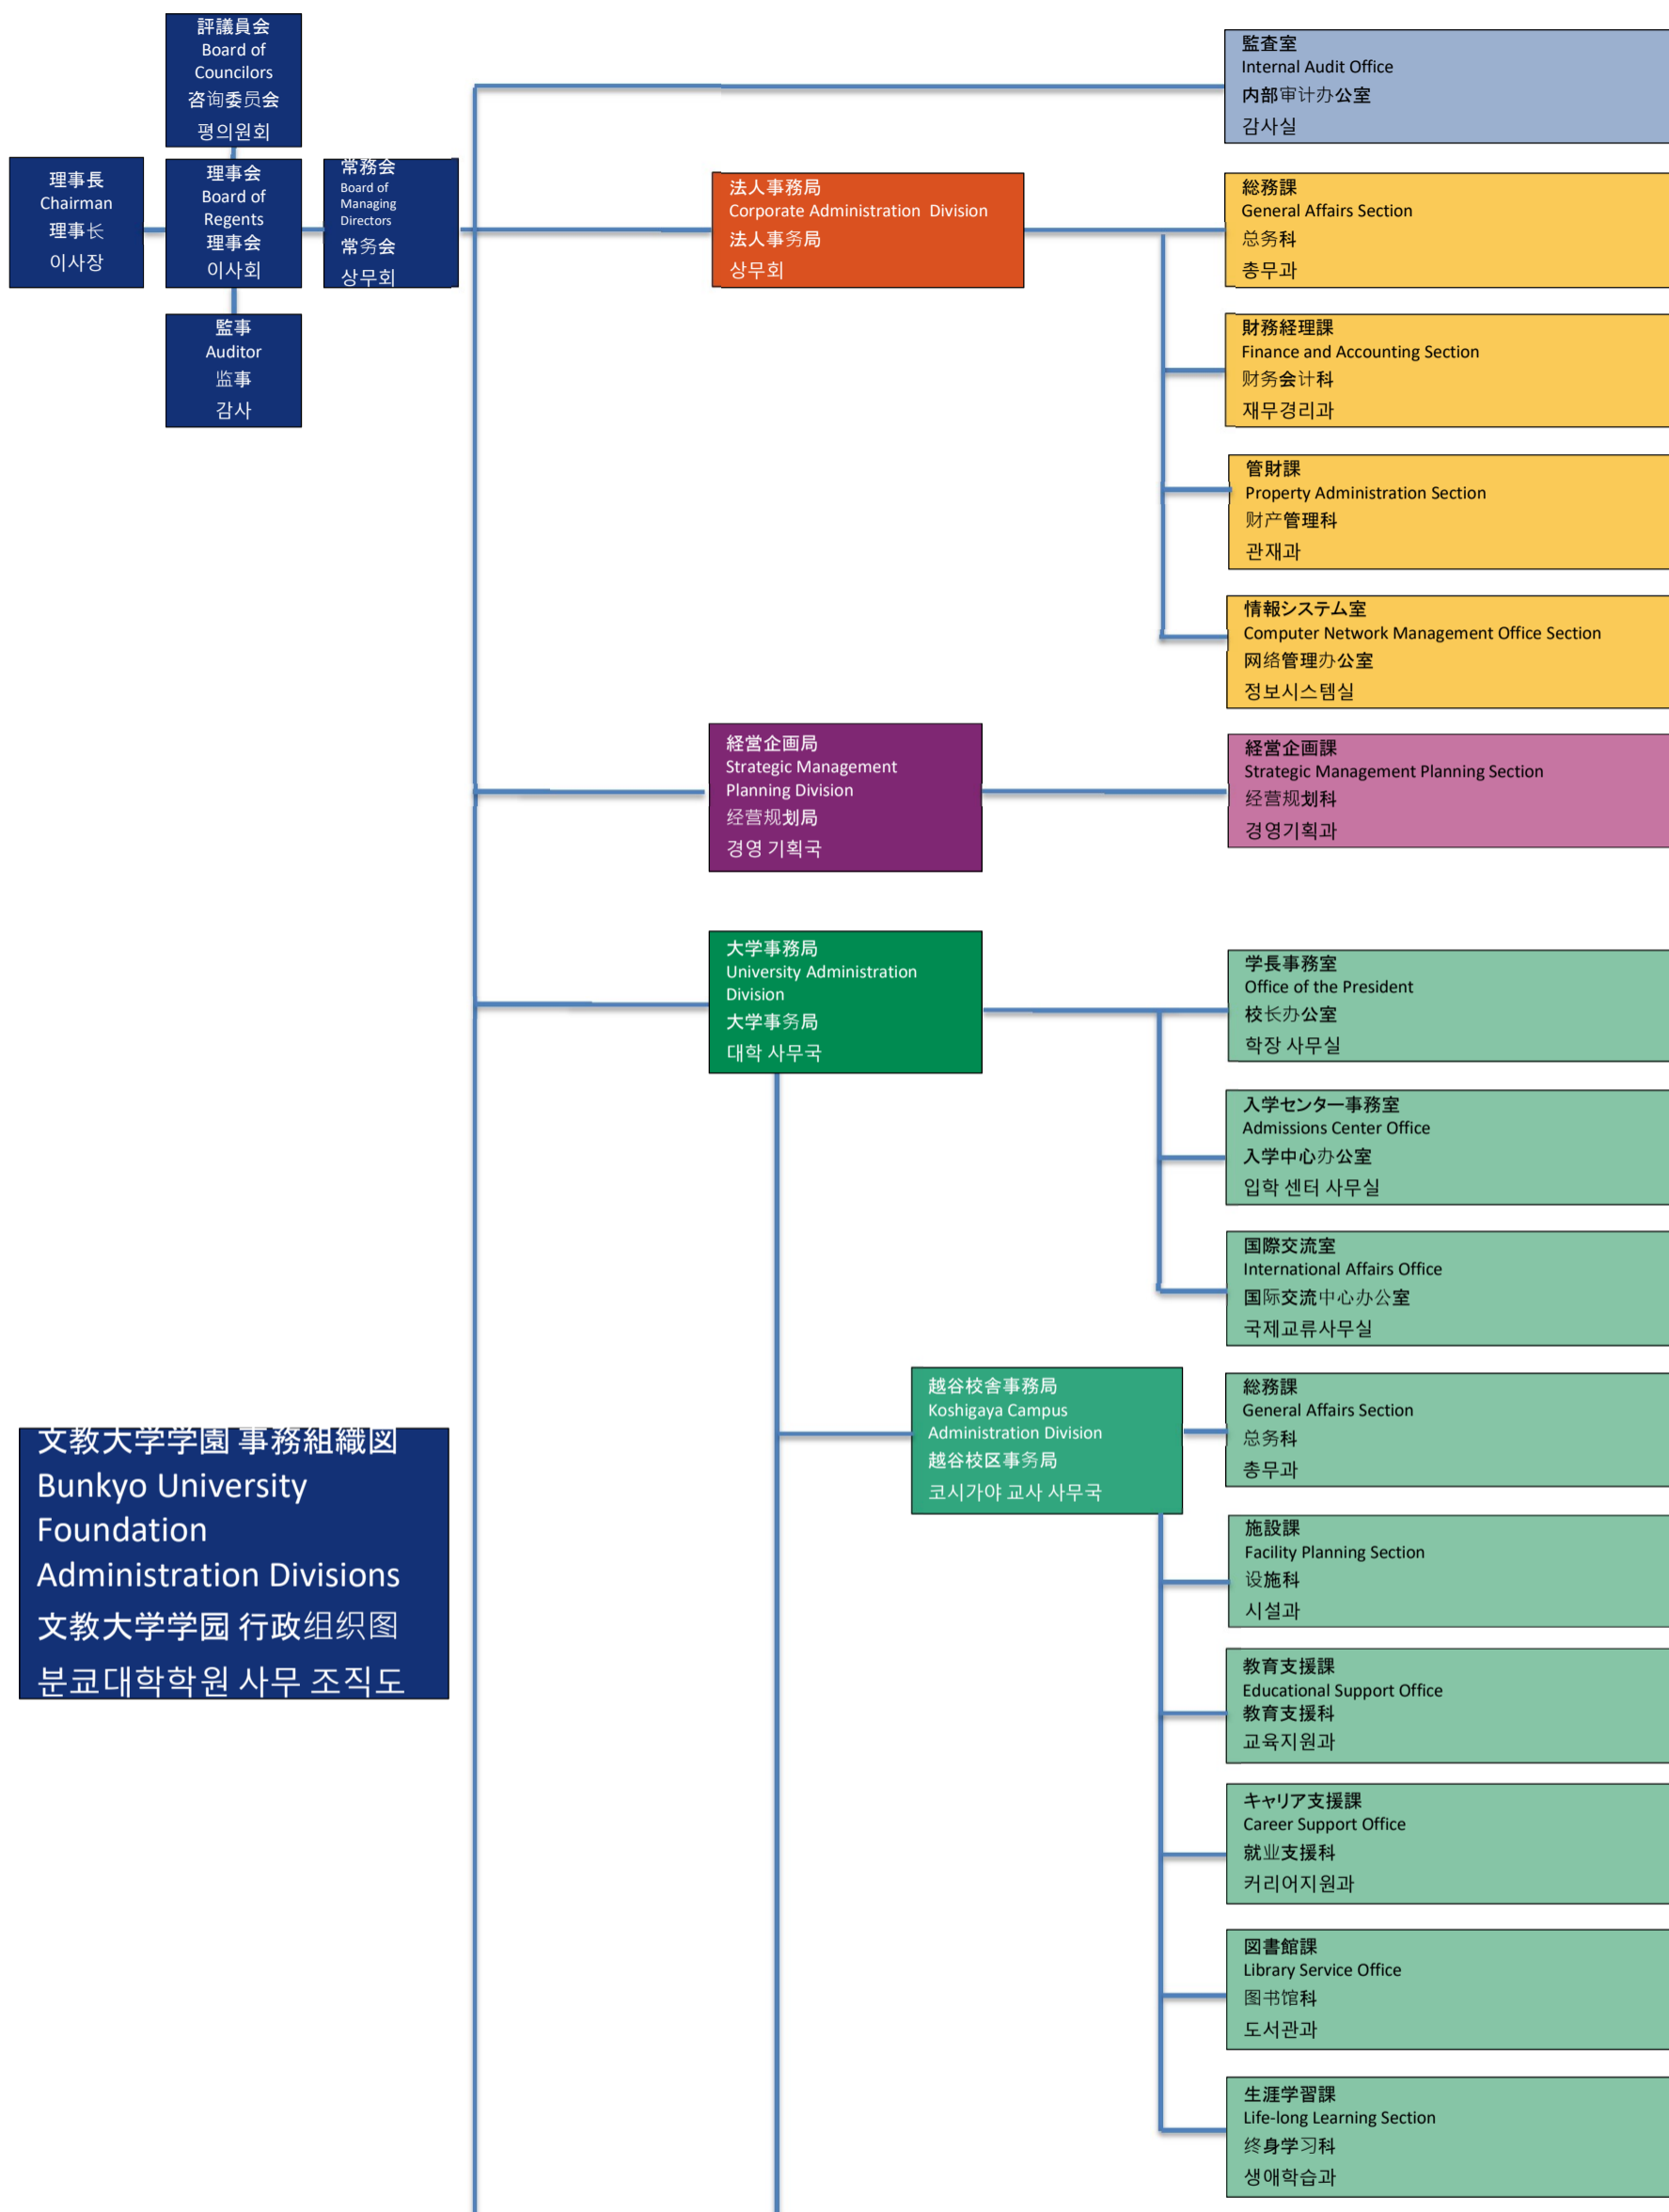 評議員会
Board of
Councilors
咨询委员会
평의원회
理事長
Chairman
理事长
이사장
理事会
Board of
Regents
理事会
이사회
常務会
Board of
Managing
Directors
常务会
상무회
監事
Auditor
监事
감사
監査室
Internal Audit Office
内部审计办公室
감사실
法人事務局
Corporate Administration Division
法人事务局
상무회
総務課
General Affairs Section
总务科
총무과
財務経理課
Finance and Accounting Section
财务会计科
재무경리과
管財課
Property Administration Section
财产管理科
관재과
情報システム室
Computer Network Management Office Section
网络管理办公室
정보시스템실
経営企画局
Strategic Management
Planning Division
经营规划局
경영 기획국
経営企画課
Strategic Management Planning Section
经营规划科
경영기획과
大学事務局
University Administration
Division
大学事务局
대학 사무국
学長事務室
Office of the President
校长办公室
학장 사무실
入学センター事務室
Admissions Center Office
入学中心办公室
입학 센터 사무실
国際交流室
International Affairs Office
国际交流中心办公室
국제교류사무실
越谷校舎事務局
Koshigaya Campus
Administration Division
越谷校区事务局
코시가야 교사 사무국
総務課
General Affairs Section
总务科
총무과
施設課
Facility Planning Section
设施科
시설과
教育支援課
Educational Support Office
教育支援科
교육지원과
キャリア支援課
Career Support Office
就业支援科
커리어지원과
図書館課
Library Service Office
图书馆科
도서관과
生涯学習課
Life-long Learning Section
终身学习科
생애학습과
文教大学学園 事務組織図
Bunkyo University
Foundation
Administration Divisions
文教大学学园 行政组织图
분쿄대학학원 사무 조직도